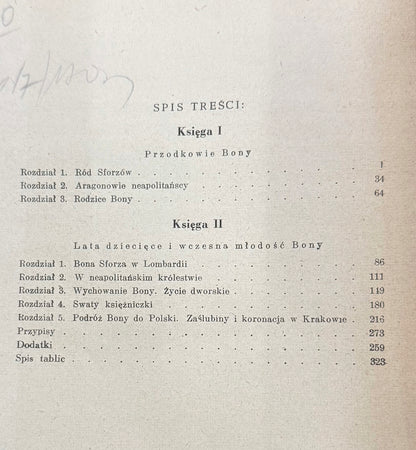 SPIS TREŚCI:
Księga I
Przodkowie Bony
Rozdział 1. Ród Sforzów . . . . . . . . . . . . 1
Rozdział 2. Aragonowie neapolitańscy . . . . . . . . . 34
Rozdział 3. Rodzice Bony . . . . . . . . . . . . 64
Księga II
Lata dziecięce i wczesna młodość Bony
Rozdział 1. Bona Sforza w Lombardii . . . . . . . . . 86
Rozdział 2. W neapolitańskim królestwie . . . . . . . . 111
Rozdział 3. Wychowanie Bony. Życie dworskie . . . . . . . 149
Rozdział 4. Swaty księżniczki . . . . . . . . . . 180
Rozdział 5. Podróż Bony do Polski. Zaślubiny i koronacja w Krakowie . 216
Przypisy . . . . . . . . . . . . . . . 273
Dodatki . . . . . . . . . . . . . . . 259
Spis tablic . . . . . . . . . . . . . . 323